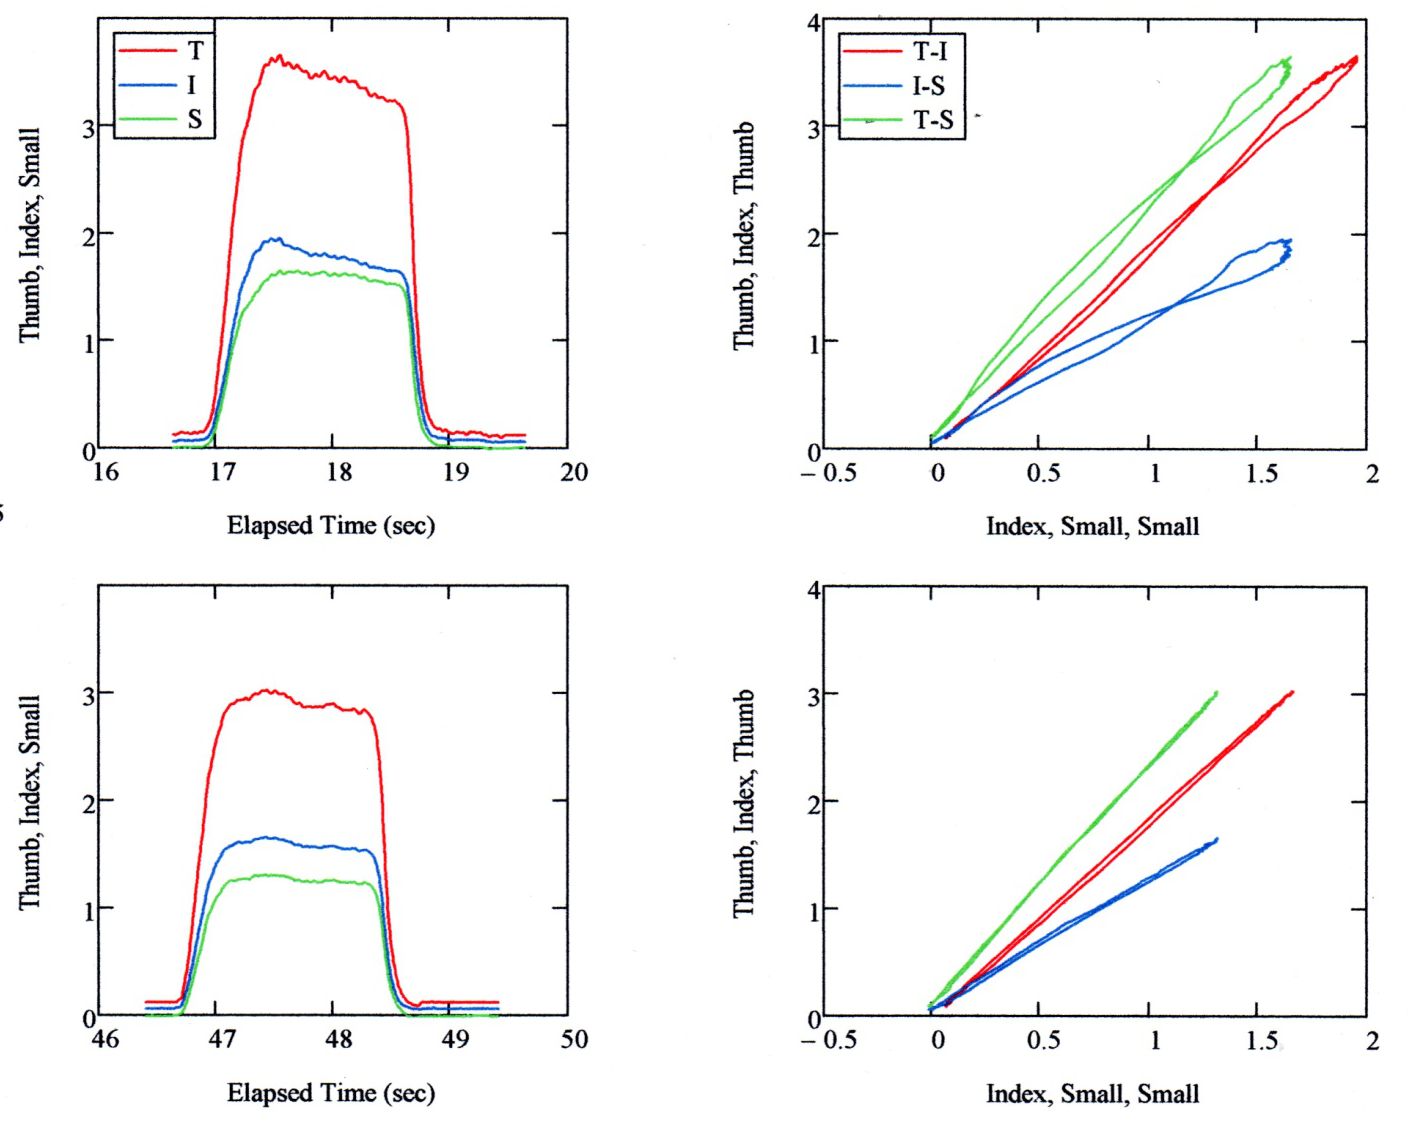 T
I
S
3
2
1
0
16
17
18
19
20
Thumb, Index, Small
Elapsed Time (sec)
T-I
I-S
T-S
4
3
2
1
0
– 0.5
0
0.5
1
1.5
2
Thumb, Index, Thumb
Index, Small, Small
5
3
2
1
0
46
47
48
49
50
Thumb, Index, Small
Elapsed Time (sec)
4
3
2
1
0
– 0.5
0
0.5
1
1.5
2
Thumb, Index, Thumb
Index, Small, Small